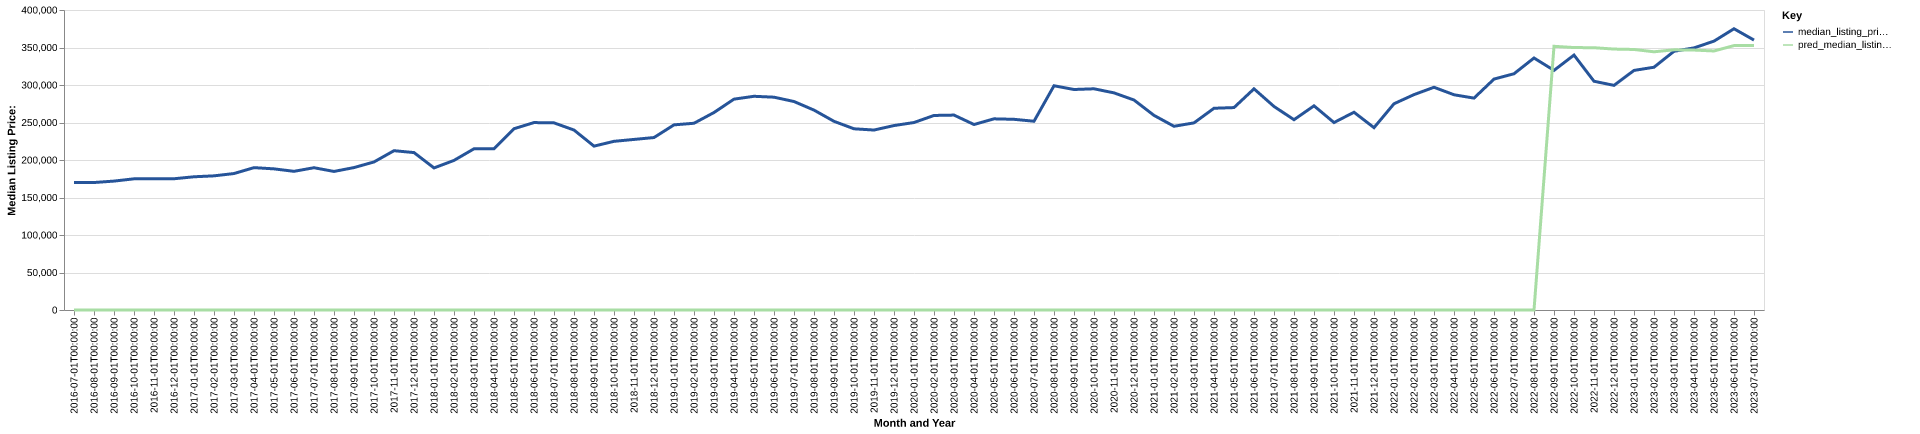 400,000
350,000
300,000
250,000
200,000
150,000
100,000
50,000
0
Median Listing Price:
2016-07-01T00:00:00
2016-08-01T00:00:00
2016-09-01T00:00:00
2016-10-01T00:00:00
2016-11-01T00:00:00
2016-12-01T00:00:00
2017-01-01T00:00:00
2017-02-01T00:00:00
2017-03-01T00:00:00
2017-04-01T00:00:00
2017-05-01T00:00:00
2017-06-01T00:00:00
2017-07-01T00:00:00
2017-08-01T00:00:00
2017-09-01T00:00:00
2017-10-01T00:00:00
2017-11-01T00:00:00
2017-12-01T00:00:00
2018-01-01T00:00:00
2018-02-01T00:00:00
2018-03-01T00:00:00
2018-04-01T00:00:00
2018-05-01T00:00:00
2018-06-01T00:00:00
2018-07-01T00:00:00
2018-08-01T00:00:00
2018-09-01T00:00:00
2018-10-01T00:00:00
2018-11-01T00:00:00
2018-12-01T00:00:00
2019-01-01T00:00:00
2019-02-01T00:00:00
2019-03-01T00:00:00
2019-04-01T00:00:00
2019-05-01T00:00:00
2019-06-01T00:00:00
2019-07-01T00:00:00
2019-08-01T00:00:00
2019-09-01T00:00:00
2019-10-01T00:00:00
2019-11-01T00:00:00
2019-12-01T00:00:00
2020-01-01T00:00:00
2020-02-01T00:00:00
2020-03-01T00:00:00
2020-04-01T00:00:00
2020-05-01T00:00:00
2020-06-01T00:00:00
2020-07-01T00:00:00
2020-08-01T00:00:00
2020-09-01T00:00:00
2020-10-01T00:00:00
2020-11-01T00:00:00
2020-12-01T00:00:00
2021-01-01T00:00:00
2021-02-01T00:00:00
2021-03-01T00:00:00
2021-04-01T00:00:00
2021-05-01T00:00:00
2021-06-01T00:00:00
2021-07-01T00:00:00
2021-08-01T00:00:00
2021-09-01T00:00:00
2021-10-01T00:00:00
2021-11-01T00:00:00
2021-12-01T00:00:00
2022-01-01T00:00:00
2022-02-01T00:00:00
2022-03-01T00:00:00
2022-04-01T00:00:00
2022-05-01T00:00:00
2022-06-01T00:00:00
2022-07-01T00:00:00
2022-08-01T00:00:00
2022-09-01T00:00:00
2022-10-01T00:00:00
2022-11-01T00:00:00
2022-12-01T00:00:00
2023-01-01T00:00:00
2023-02-01T00:00:00
2023-03-01T00:00:00
2023-04-01T00:00:00
2023-05-01T00:00:00
2023-06-01T00:00:00
2023-07-01T00:00:00
Month and Year
Key
median_listing_pri…
pred_median_listin…